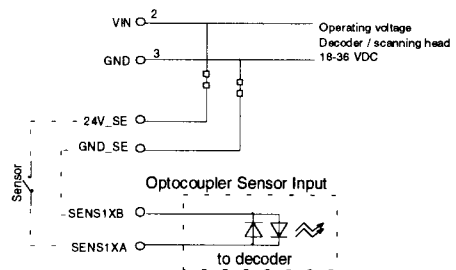 VIN 2
Operating voltage
Decoder / scanning head
GND 3
18-36 VDC
24V_SE
GND_SE
Sensor
Optocoupler Sensor Input
SENS1XB
SENS1XA
to decoder